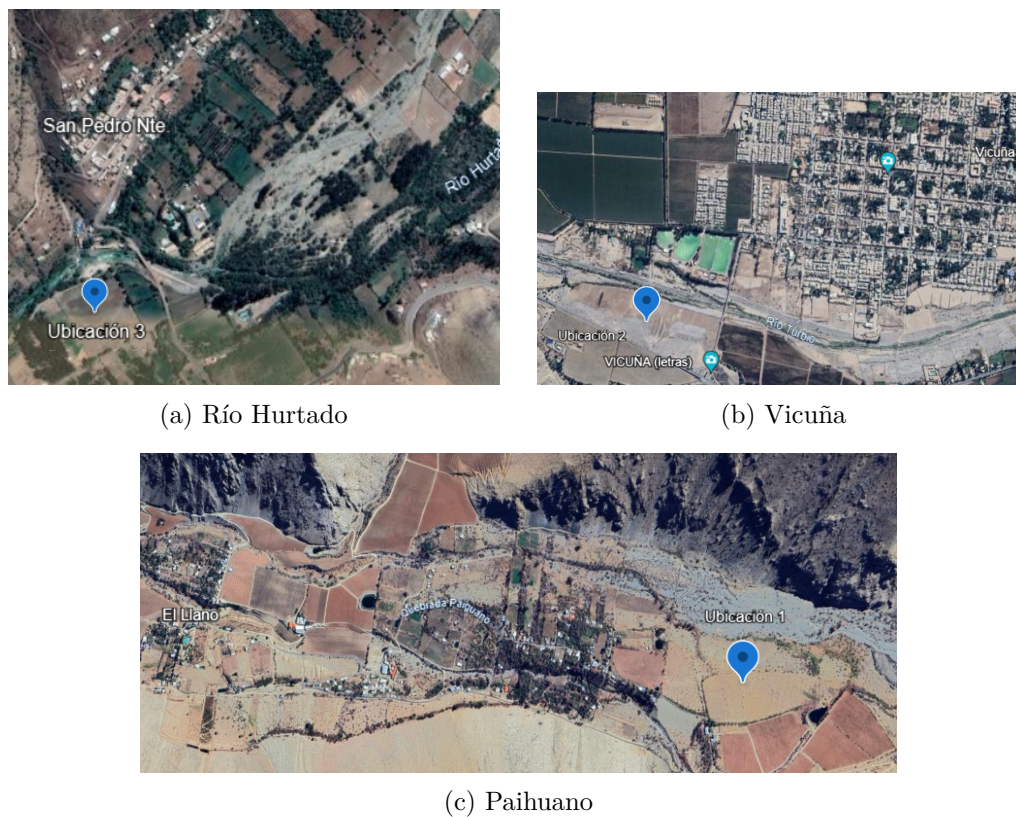 San Pedro Nte.
Río Hurta
Ubicación 3
(a) Río Hurtado
Vicuña
Ubicación 2
Río Turbio
VICUÑA (letras)
(b) Vicuña
El Llano
Quebrada Paiguano
Ubicación 1
(c) Paihuano